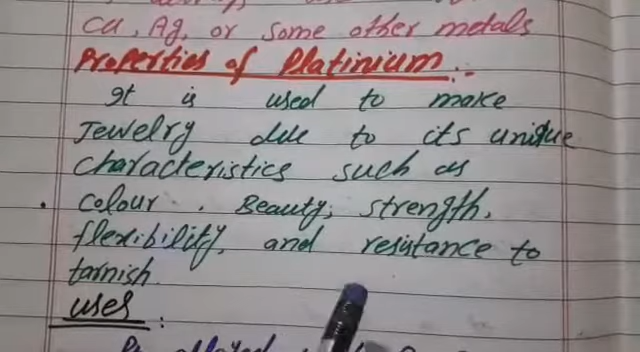 Cu, Ag, or some other metals
Properties of Platinium :-
It is used to make
Jewelry due to its unique
characteristics such as
colour, Beauty, strength,
flexibility, and resistance to
tarnish.
uses :
alloyed